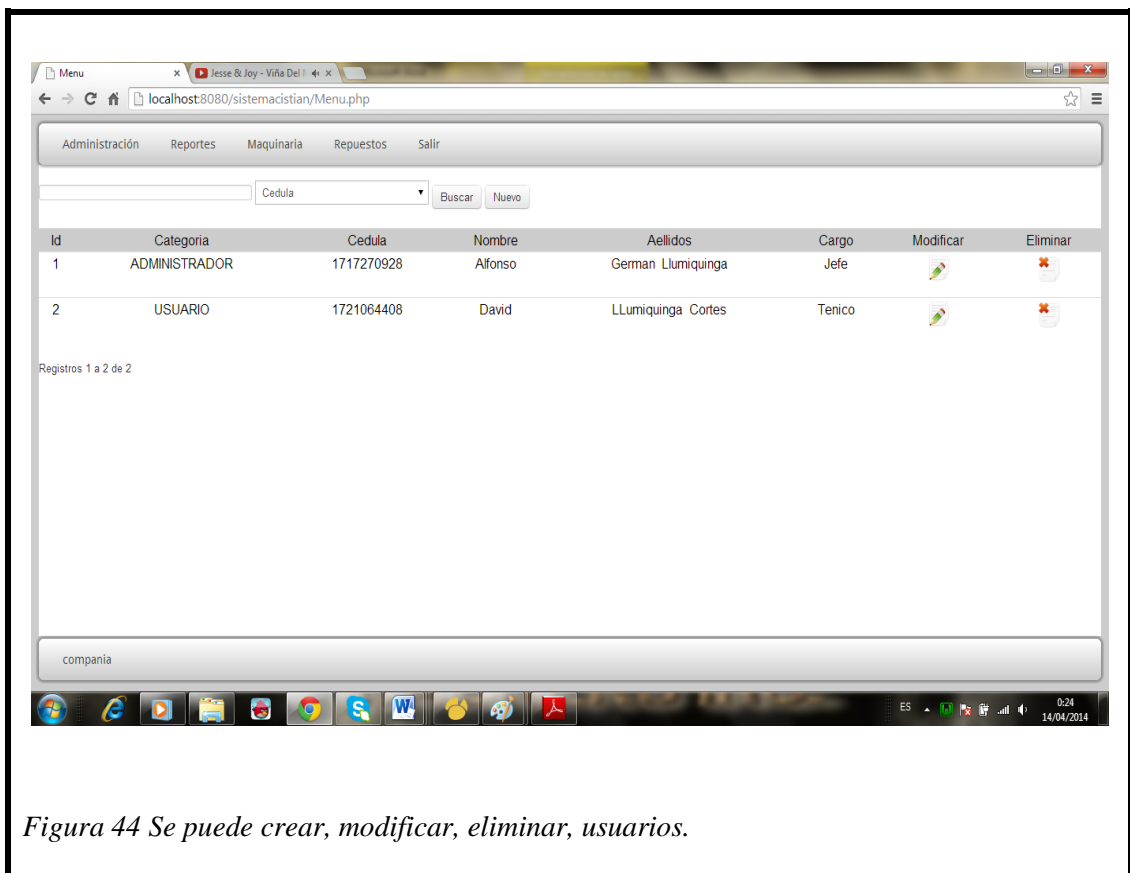 Menu
Jesse & Joy - Viña Del
localhost:8080/sistemacistian/Menu.php
Administración Reportes Maquinaria Repuestos Salir
Cedula Buscar Nuevo
Id Categoria Cedula Nombre Aellidos Cargo Modificar Eliminar
1 ADMINISTRADOR 1717270928 Alfonso German Llumiquinga Jefe
2 USUARIO 1721064408 David LLumiquinga Cortes Tenico
Registros 1 a 2 de 2
compania
ES 0:24
14/04/2014
Figura 44 Se puede crear, modificar, eliminar, usuarios.